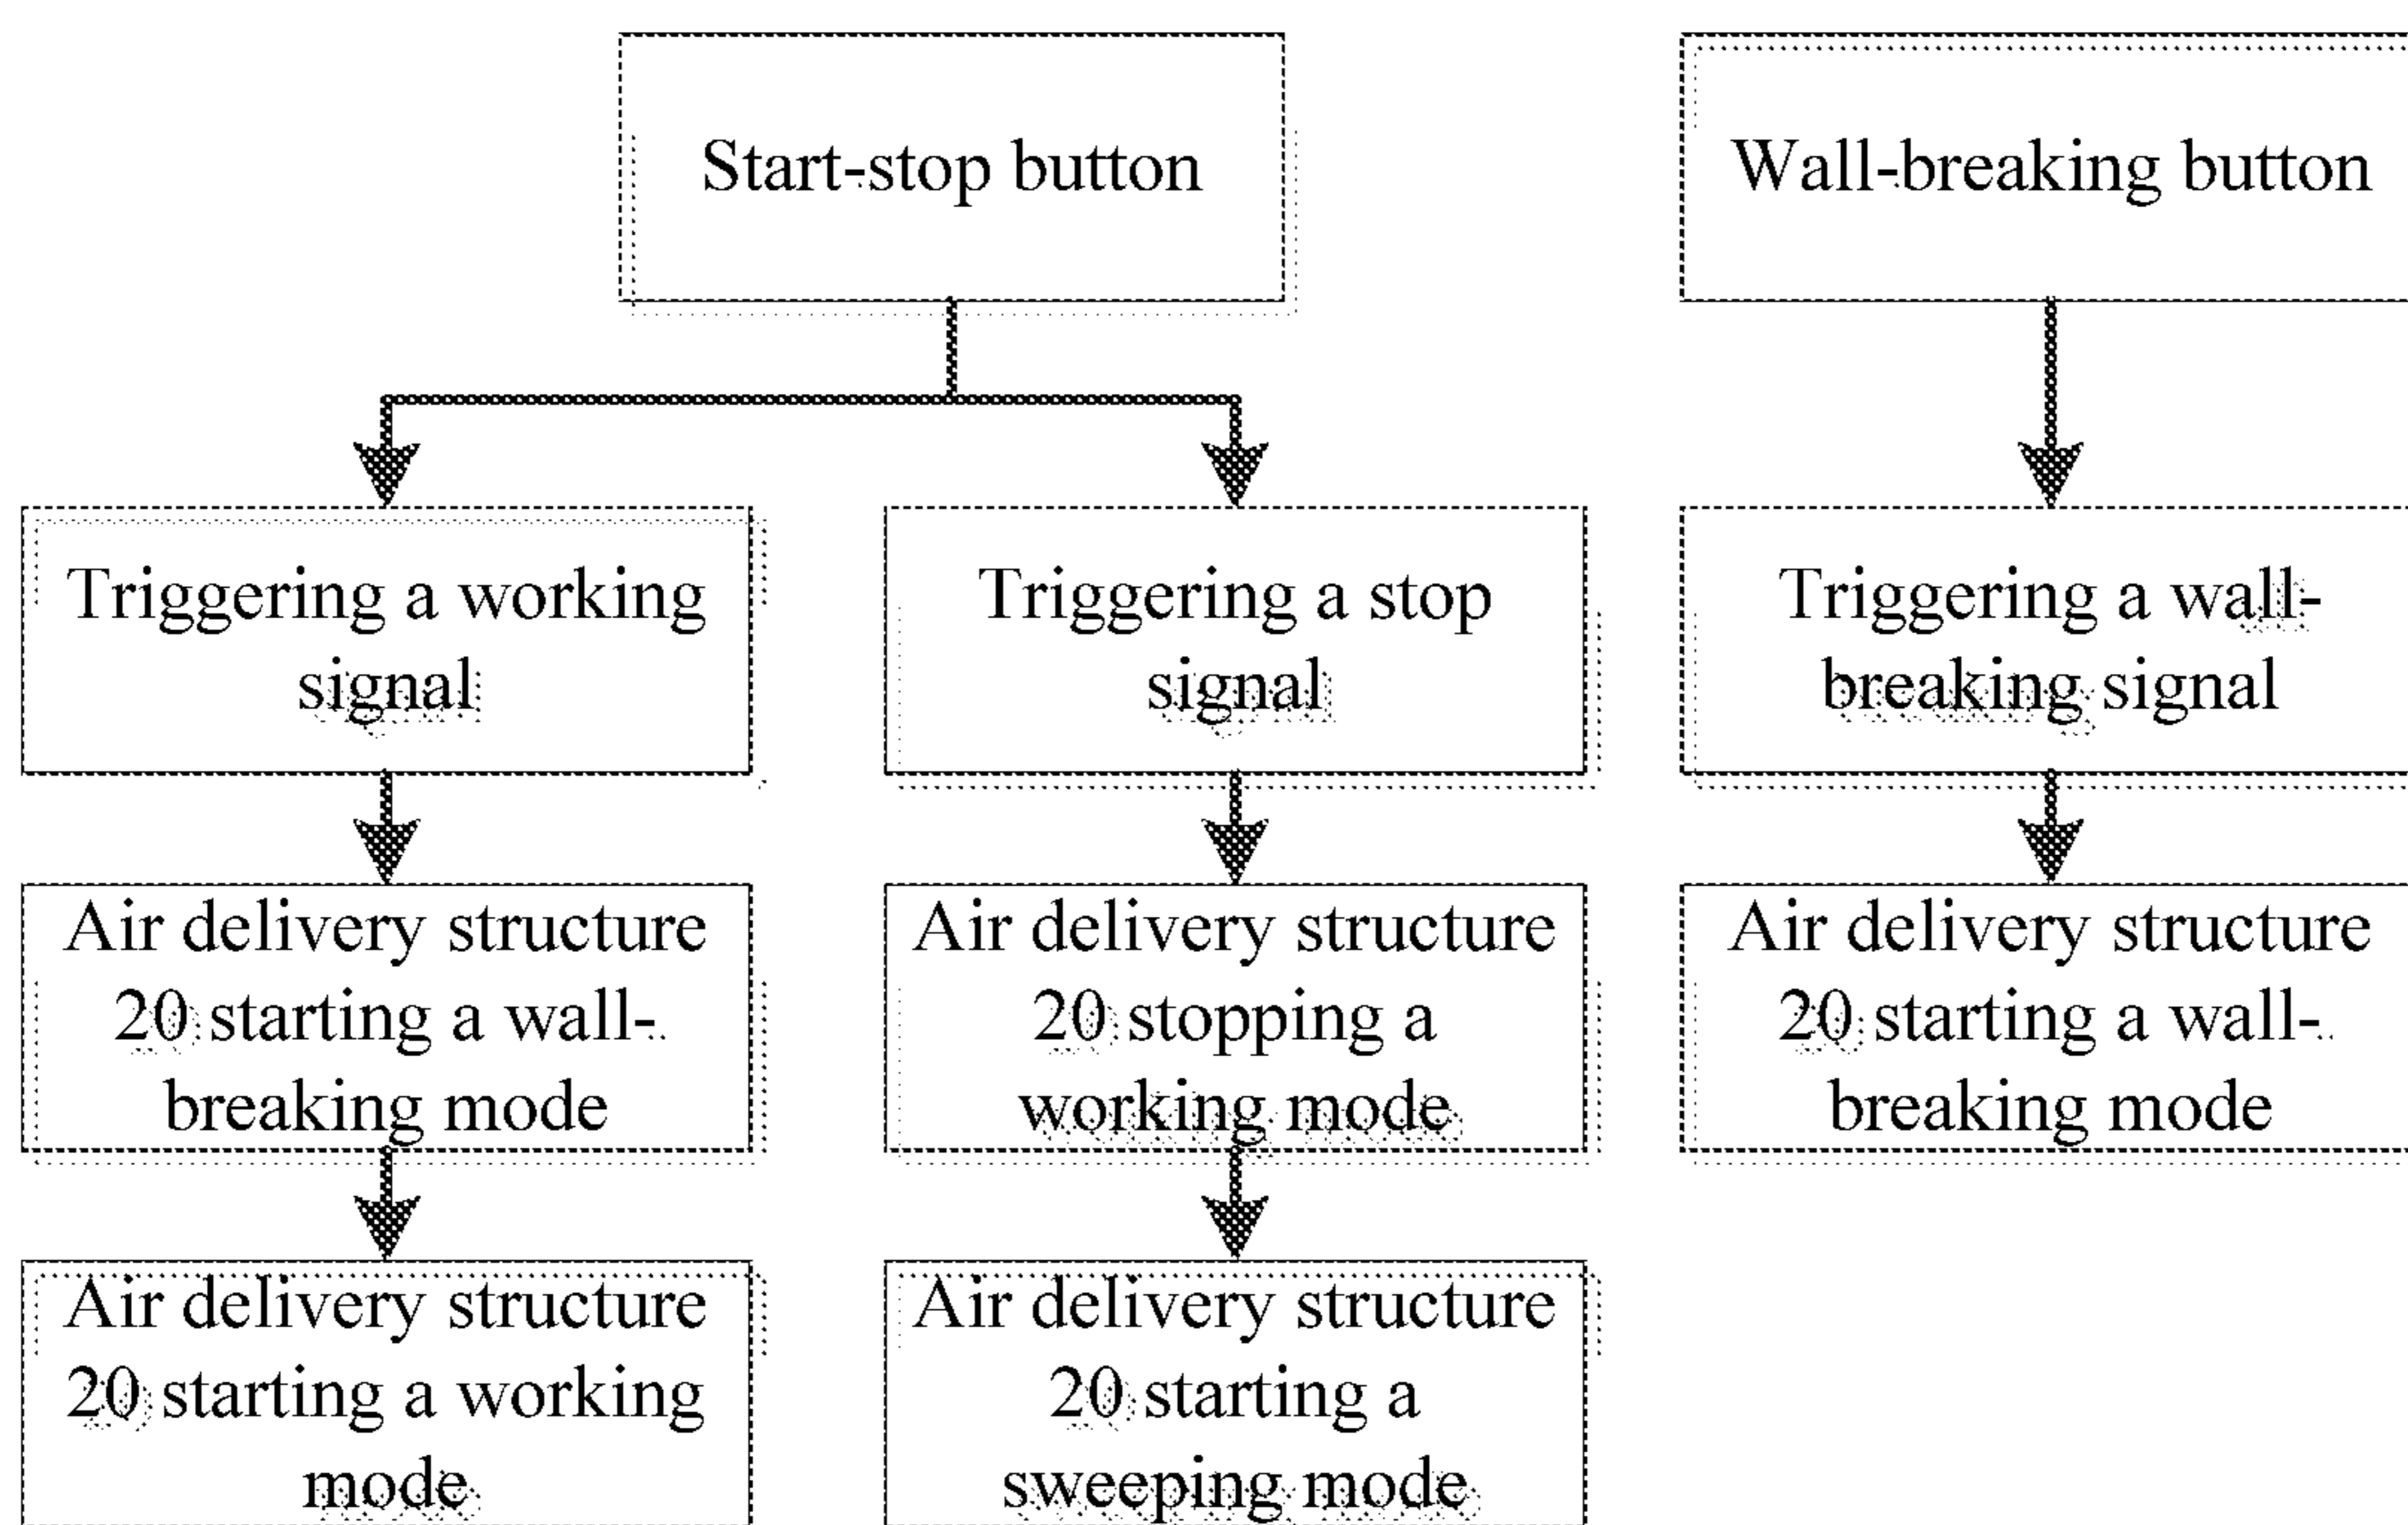 Start-stop button
Wall-breaking button
Triggering a working
signal
Triggering a stop
signal
Triggering a wall-
breaking signal
Air delivery structure
20 starting a wall-
breaking mode
Air delivery structure
20 stopping a
working mode
Air delivery structure
20 starting a wall-
breaking mode
Air delivery structure
20 starting a working
mode
Air delivery structure
20 starting a
sweeping mode